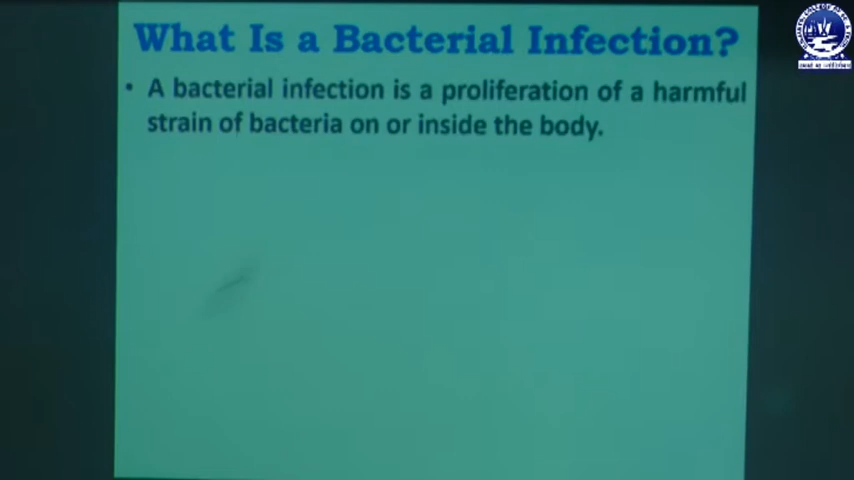 What Is a Bacterial Infection?
• A bacterial infection is a proliferation of a harmful
strain of bacteria on or inside the body.